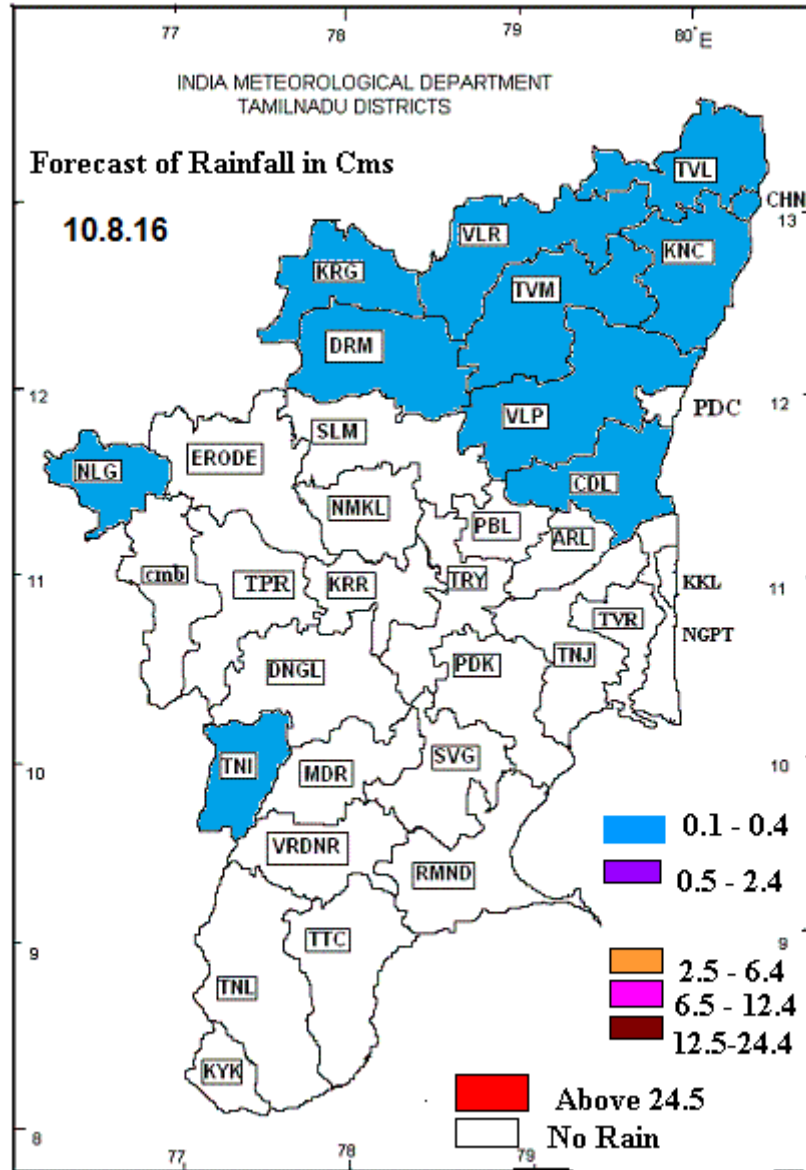 77 78 79 80° E
INDIA METEOROLOGICAL DEPARTMENT
TAMILNADU DISTRICTS
Forecast of Rainfall in Cms
TVL
CHN
13
10.8.16
VLR
KNC
KRG
TVM
DRM
12
12
PDC
VLP
SLM
ERODE
NLG
CDL
NMKL
PBL
ARL
11
cmb
TPR
KRR
TRY
KKL
11
TVR
NGPT
DNGL
PDK
TNJ
10
TNI
MDR
SVG
10
0.1 - 0.4
VRDNR
RMND
0.5 - 2.4
9
TTC
9
2.5 - 6.4
TNL
6.5 - 12.4
12.5-24.4
KYK
Above 24.5
No Rain
8
77 78 79